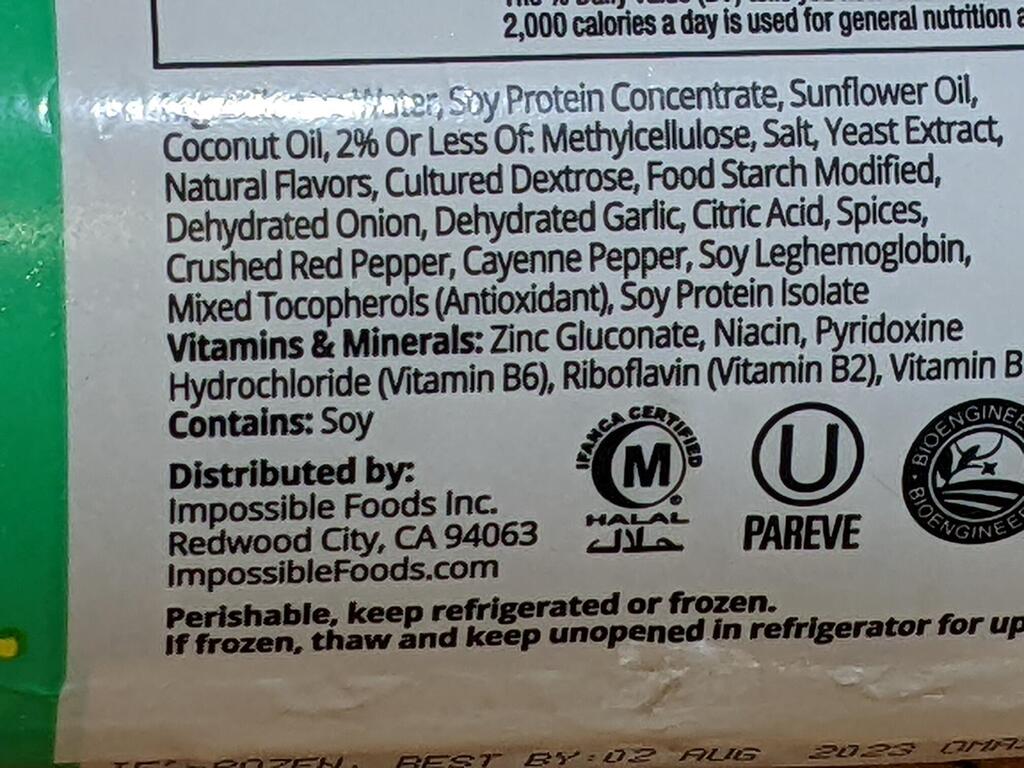 2,000 calories a day is used for general nutrition a
Water, Soy Protein Concentrate, Sunflower Oil,
Coconut Oil, 2% Or Less Of: Methylcellulose, Salt, Yeast Extract,
Natural Flavors, Cultured Dextrose, Food Starch Modified,
Dehydrated Onion, Dehydrated Garlic, Citric Acid, Spices,
Crushed Red Pepper, Cayenne Pepper, Soy Leghemoglobin,
Mixed Tocopherols (Antioxidant), Soy Protein Isolate
Vitamins & Minerals: Zinc Gluconate, Niacin, Pyridoxine
Hydrochloride (Vitamin B6), Riboflavin (Vitamin B2), Vitamin B
Contains: Soy
IFANCA CERTIFIED
M
®
HALAL
حلال
U
PAREVE
BIOENGINEE
BIOENGINEE
Distributed by:
Impossible Foods Inc.
Redwood City, CA 94063
ImpossibleFoods.com
Perishable, keep refrigerated or frozen.
If frozen, thaw and keep unopened in refrigerator for up
BEST BY:02 AUG 2023